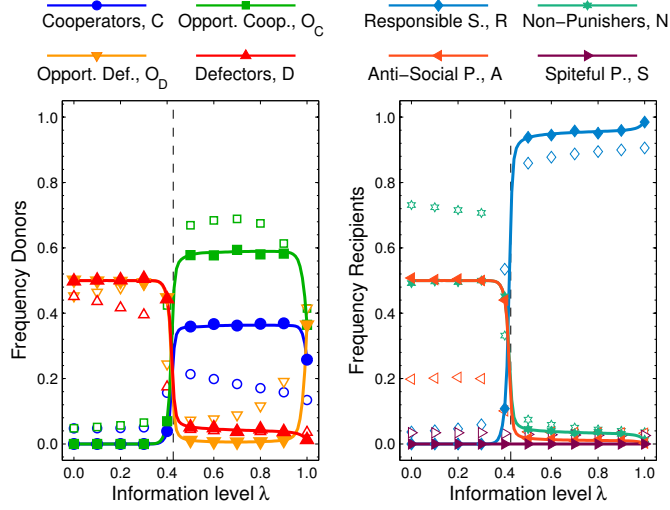 Cooperators, C
Opport. Coop., O_C
Responsible S., R
Non-Punishers, N
Opport. Def., O_D
Defectors, D
Anti-Social P., A
Spiteful P., S
Frequency Donors
1.0
0.8
0.6
0.4
0.2
0.0
0.0 0.2 0.4 0.6 0.8 1.0
Information level λ
Frequency Recipients
1.0
0.8
0.6
0.4
0.2
0.0
0.0 0.2 0.4 0.6 0.8 1.0
Information level λ